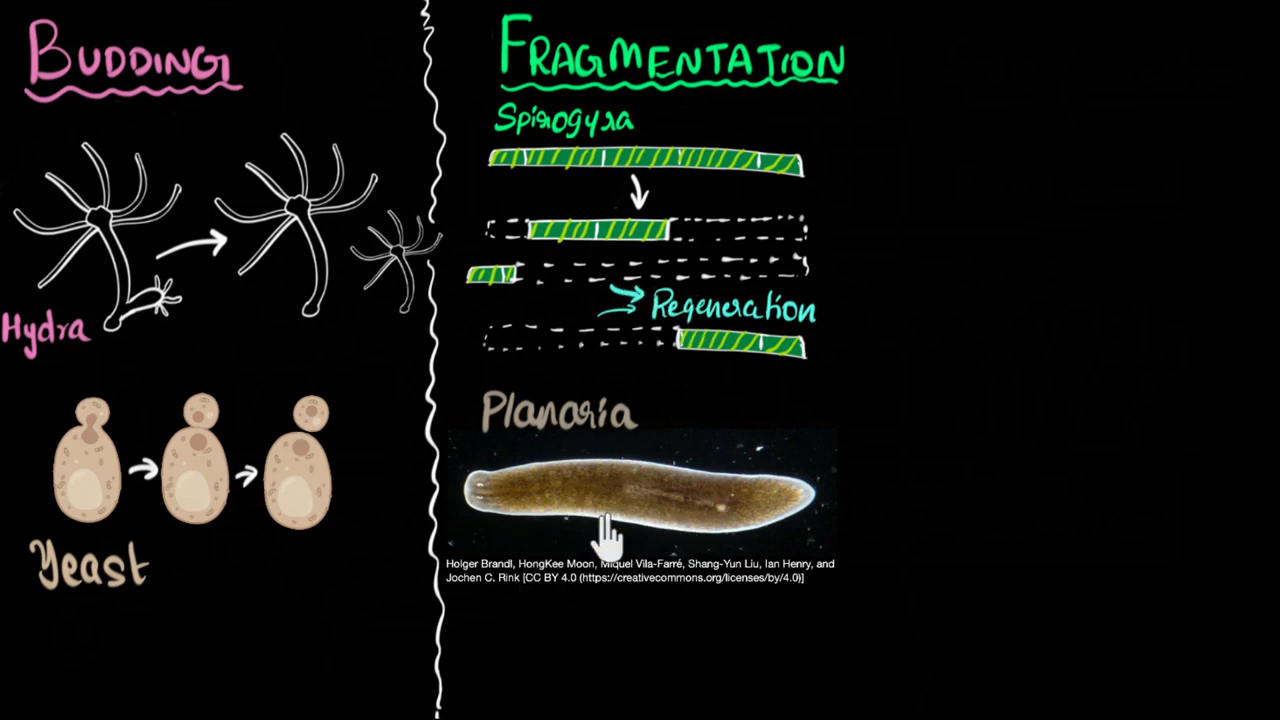 BUDDING
Hydra
Yeast
FRAGMENTATION
Spirogyra
Regeneration
Planaria
Holger Brandl, HongKee Moon, Miquel Vila-Farré, Shang-Yun Liu, Ian Henry, and
Jochen C. Rink [CC BY 4.0 (https://creativecommons.org/licenses/by/4.0)]